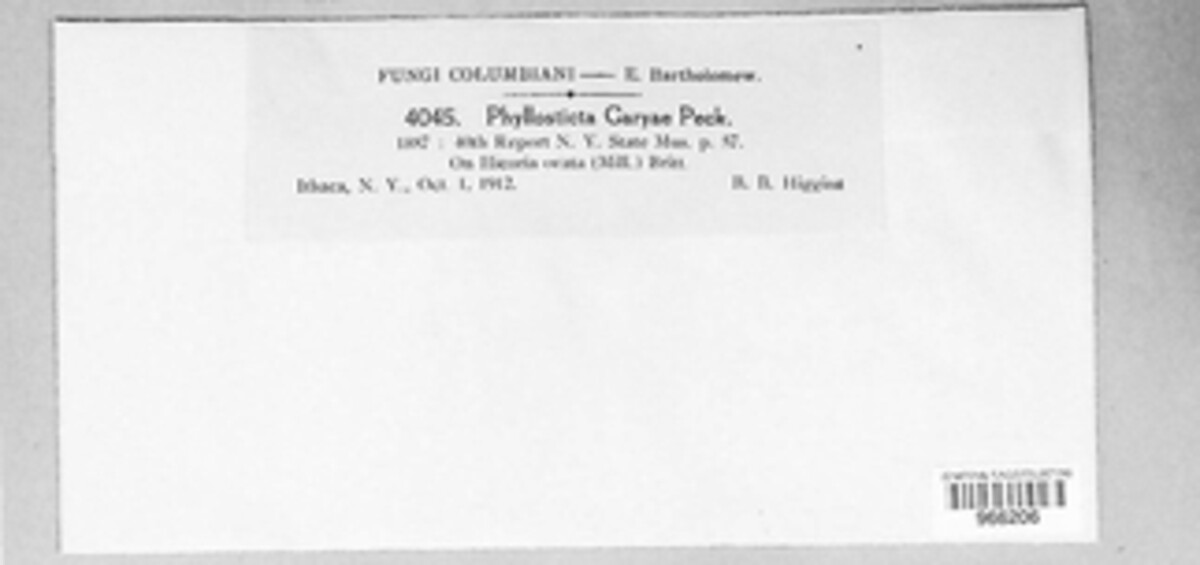 FUNGI COLUMBIANI — E. Bartholomew.
4045. Phyllosticta Caryae Peck.
1887 : 40th Report N. Y. State Mus. p. 57.
On Hicoria ovata (Mill.) Britt.
Ithaca, N. Y., Oct. 1, 1912.
B. B. Higgins
966206